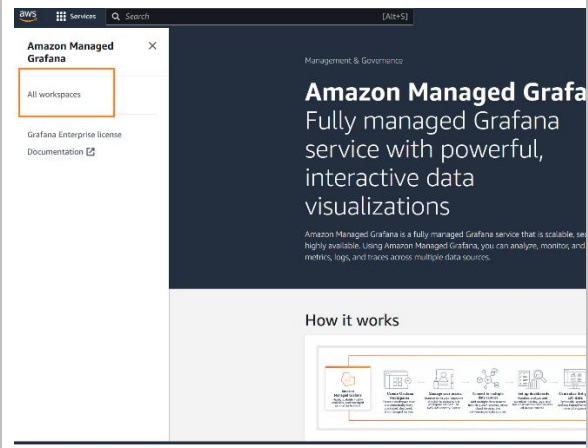 aws Services Search [Alt+S]
Amazon Managed
Grafana
All workspaces
Grafana Enterprise license
Documentation
Management & Governance
Amazon Managed Grafa
Fully managed Grafana
service with powerful,
interactive data
visualizations
Amazon Managed Grafana is a fully managed Grafana service that is scalable, sec
highly available. Using Amazon Managed Grafana, you can analyze, monitor, and
metrics, logs, and traces across multiple data sources.
How it works